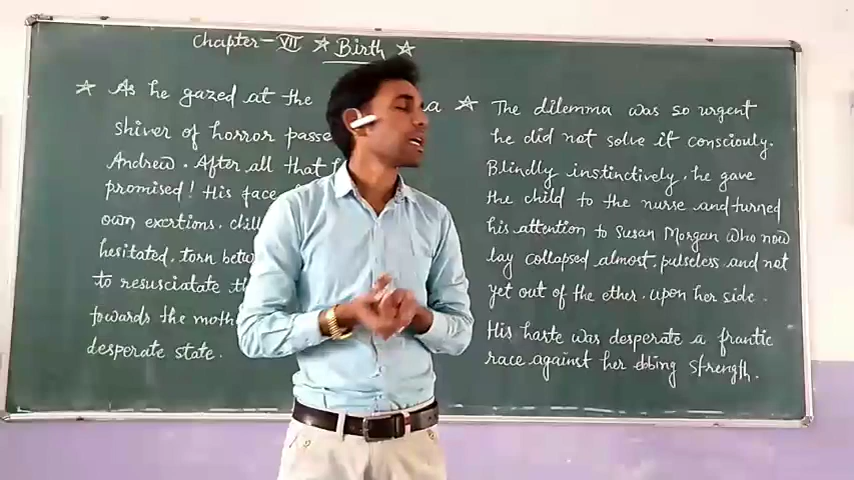 Chapter - VII ☆ Birth ☆
☆ As he gazed at the
shiver of horror passe
Andrew. After all that
promised! His face
own exertions, chil
hesitated, torn betw
to resusciatate th
towards the moth
desperate state.
☆ The dilemma was so urgent
he did not solve it consciouly.
Blindly instinctively, he gave
the child to the nurse and turned
his attention to Susan Morgan who now
lay collapsed almost, pulseless and not
yet out of the ether, upon her side.
His haste was desperate a frantic
race against her ebbing strength.